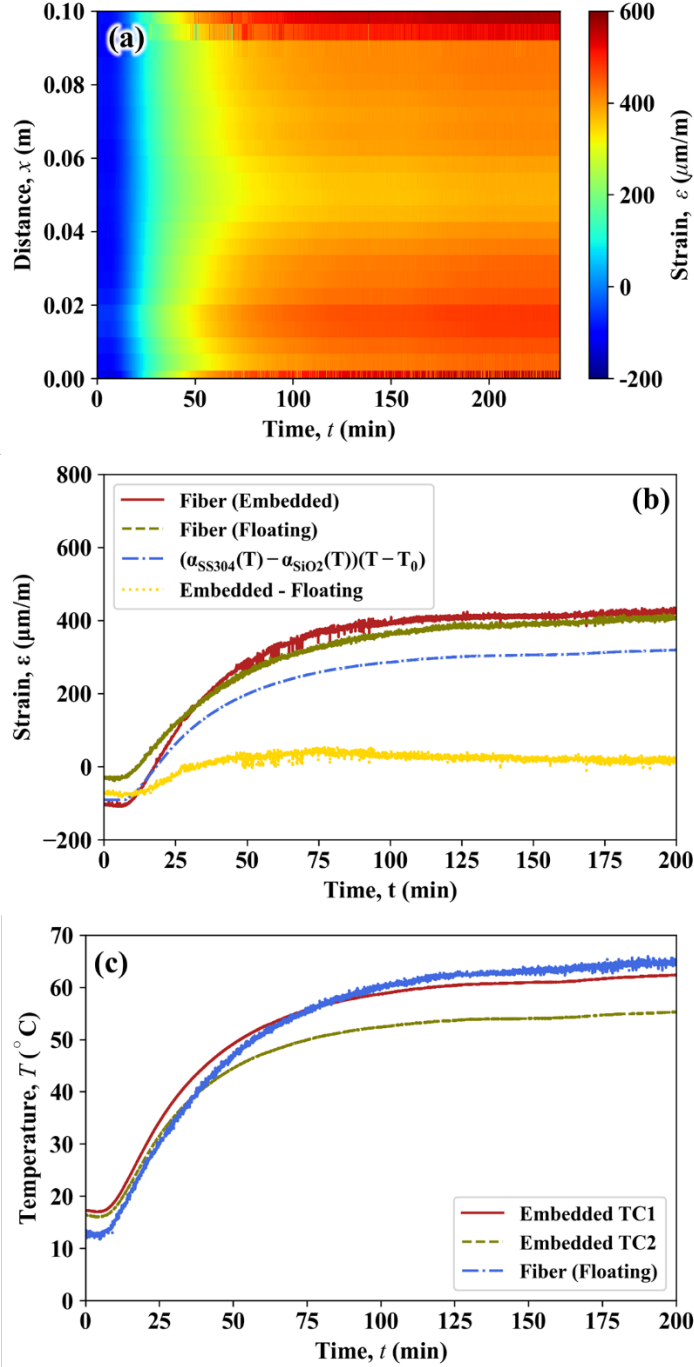 (a)
0.10
0.08
0.06
0.04
0.02
0.00
Distance, x (m)
0
50
100
150
200
Time, t (min)
600
400
200
0
-200
Strain, ε (μm/m)
(b)
800
600
400
200
0
−200
Strain, ε (μm/m)
Fiber (Embedded)
Fiber (Floating)
(α_SS304(T) − α_SiO2(T))(T − T_0)
Embedded - Floating
0
25
50
75
100
125
150
175
200
Time, t (min)
(c)
70
60
50
40
30
20
10
0
Temperature, T (°C)
Embedded TC1
Embedded TC2
Fiber (Floating)
0
25
50
75
100
125
150
175
200
Time, t (min)